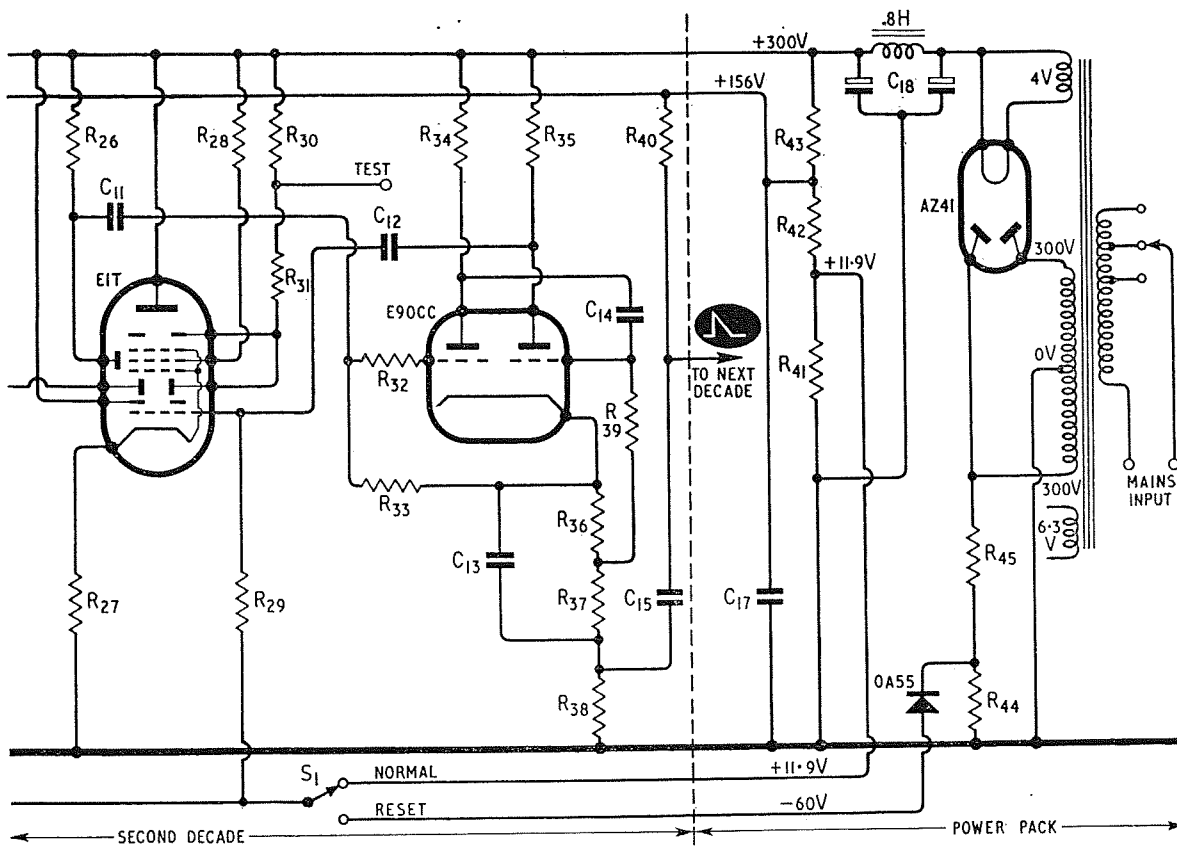 .8H
+300V
C18
4V
+156V
R26
R28
R30
R34
R35
R40
R43
TEST
C11
C12
AZ41
R42
300V
R31
+11·9V
E1T
E90CC
C14
0V
R32
TO NEXT
DECADE
R41
R
39
R33
300V
MAINS
INPUT
R36
6·3
V
C13
R45
R27
R29
R37
C15
C17
OA55
R44
R38
S1
NORMAL
+11·9V
RESET
−60V
SECOND DECADE
POWER PACK